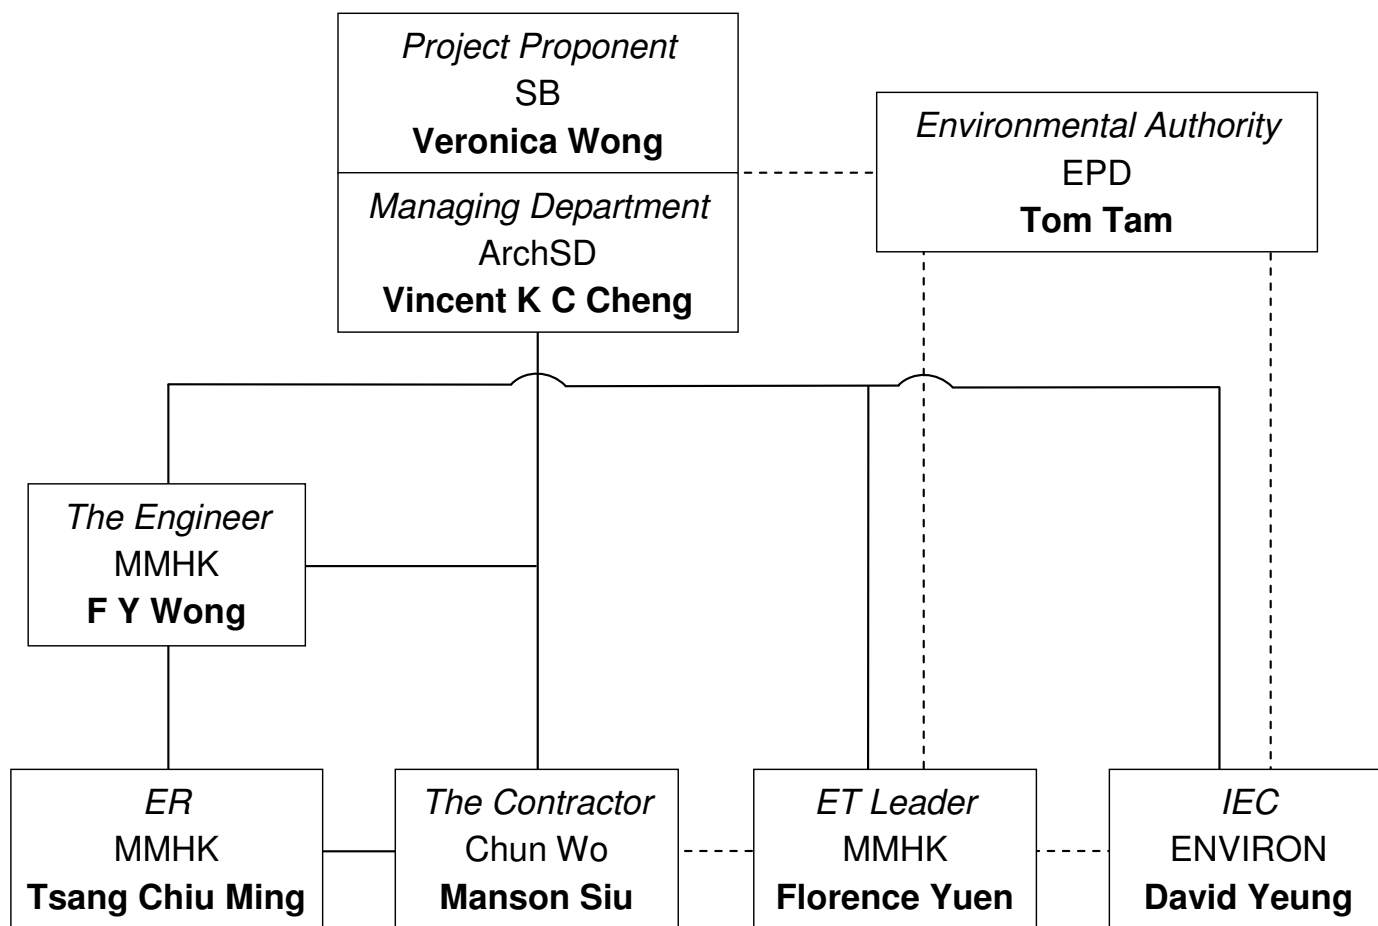 Project Proponent
SB
Veronica Wong
Managing Department
ArchSD
Vincent K C Cheng
Environmental Authority
EPD
Tom Tam
The Engineer
MMHK
F Y Wong
ER
MMHK
Tsang Chiu Ming
The Contractor
Chun Wo
Manson Siu
ET Leader
MMHK
Florence Yuen
IEC
ENVIRON
David Yeung